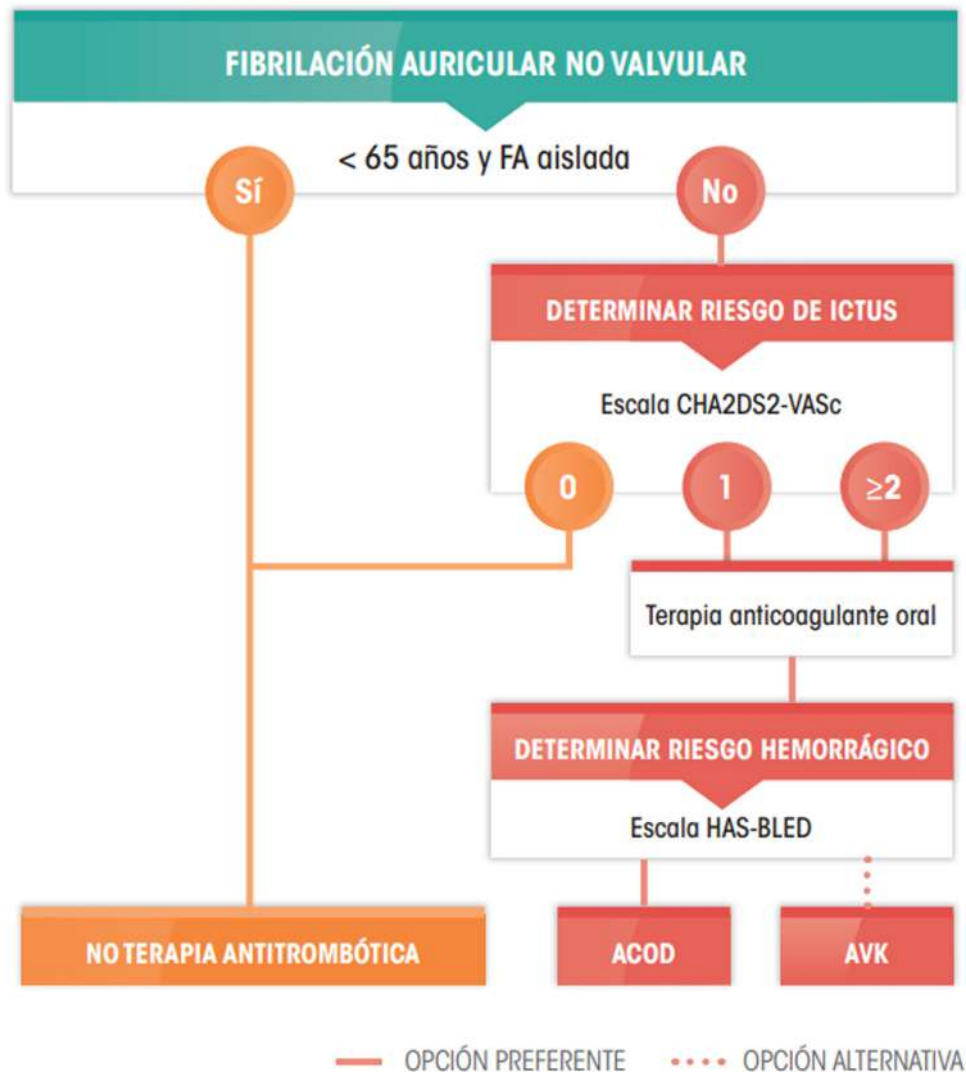 FIBRILACIÓN AURICULAR NO VALVULAR
< 65 años y FA aislada
Sí
No
DETERMINAR RIESGO DE ICTUS
Escala CHA2DS2-VASc
0
1
≥2
Terapia anticoagulante oral
DETERMINAR RIESGO HEMORRÁGICO
Escala HAS-BLED
NO TERAPIA ANTITROMBÓTICA
ACOD
AVK
OPCIÓN PREFERENTE
OPCIÓN ALTERNATIVA